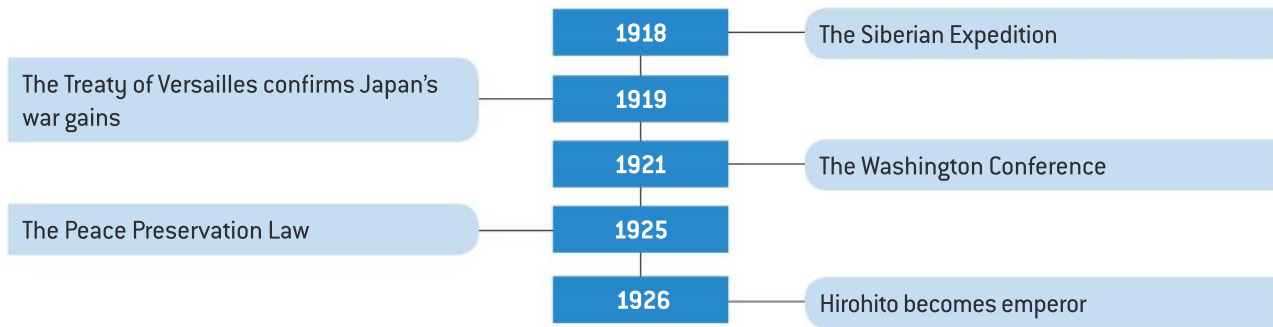 1918
The Siberian Expedition
The Treaty of Versailles confirms Japan's
war gains
1919
1921
The Washington Conference
The Peace Preservation Law
1925
1926
Hirohito becomes emperor